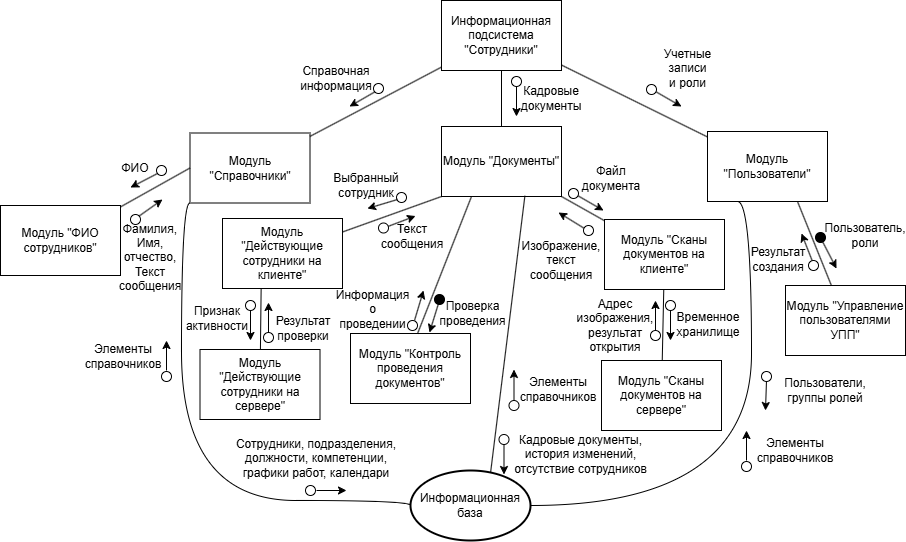 Информационная
подсистема
"Сотрудники"
Справочная
информация
Кадровые
документы
Учетные
записи
и роли
Модуль
"Справочники"
Модуль "Документы"
Модуль
"Пользователи"
ФИО
Выбранный
сотрудник
Файл
документа
Модуль "ФИО
сотрудников"
Фамилия,
Имя,
отчество,
Текст
сообщения
Модуль
"Действующие
сотрудники на
клиенте"
Текст
сообщения
Изображение,
текст
сообщения
Модуль "Сканы
документов на
клиенте"
Результат
создания
Пользователь,
роли
Признак
активности
Результат
проверки
Информация
о
проведении
Проверка
проведения
Адрес
изображения,
результат
открытия
Временное
хранилище
Модуль "Управление
пользователями
УПП"
Элементы
справочников
Модуль
"Действующие
сотрудники на
сервере"
Модуль "Контроль
проведения
документов"
Элементы
справочников
Модуль "Сканы
документов на
сервере"
Пользователи,
группы ролей
Сотрудники, подразделения,
должности, компетенции,
графики работ, календари
Кадровые документы,
история изменений,
отсутствие сотрудников
Элементы
справочников
Информационная
база